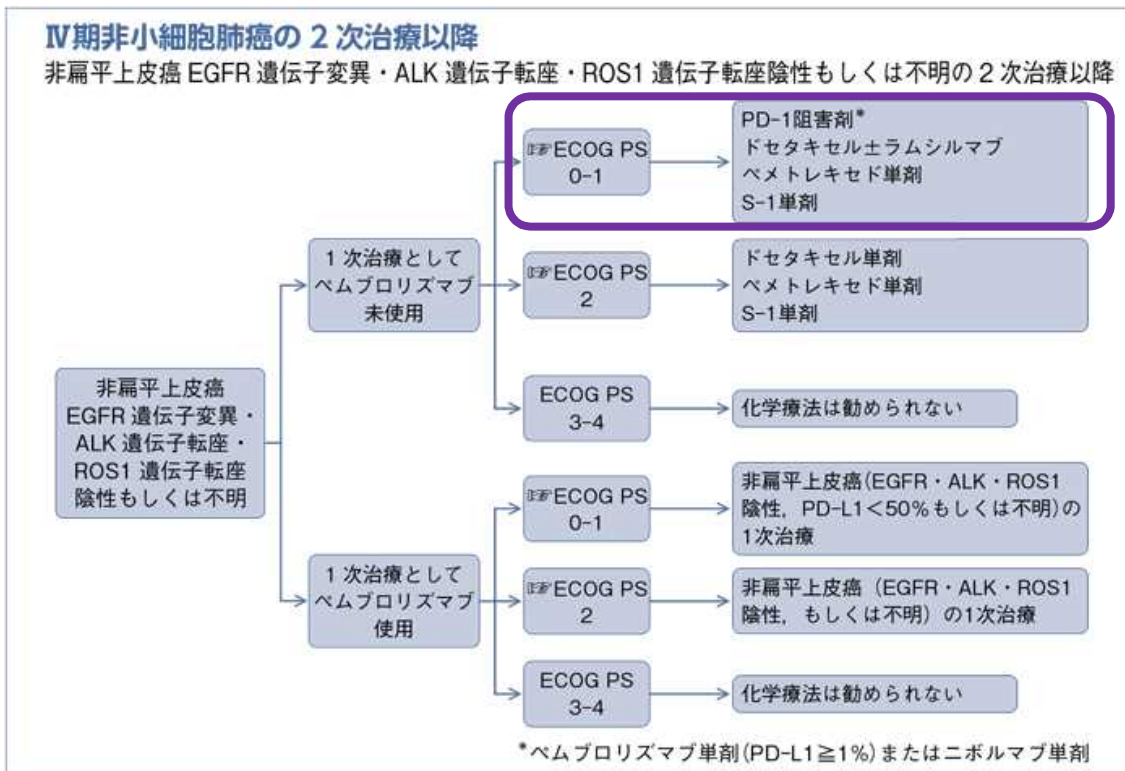 Ⅳ期非小細胞肺癌の2次治療以降
非扁平上皮癌 EGFR 遺伝子変異・ALK 遺伝子転座・ROS1 遺伝子転座陰性もしくは不明の2次治療以降
非扁平上皮癌
EGFR 遺伝子変異・
ALK 遺伝子転座・
ROS1 遺伝子転座
陰性もしくは不明
1次治療として
ペムブロリズマブ
未使用
☞ECOG PS
0-1
PD-1阻害剤*
ドセタキセル±ラムシルマブ
ペメトレキセド単剤
S-1単剤
☞ECOG PS
2
ドセタキセル単剤
ペメトレキセド単剤
S-1単剤
ECOG PS
3-4
化学療法は勧められない
1次治療として
ペムブロリズマブ
使用
☞ECOG PS
0-1
非扁平上皮癌(EGFR・ALK・ROS1
陰性,PD-L1<50%もしくは不明)の
1次治療
☞ECOG PS
2
非扁平上皮癌(EGFR・ALK・ROS1
陰性,もしくは不明)の1次治療
ECOG PS
3-4
化学療法は勧められない
*ペムブロリズマブ単剤(PD-L1≧1%)またはニボルマブ単剤